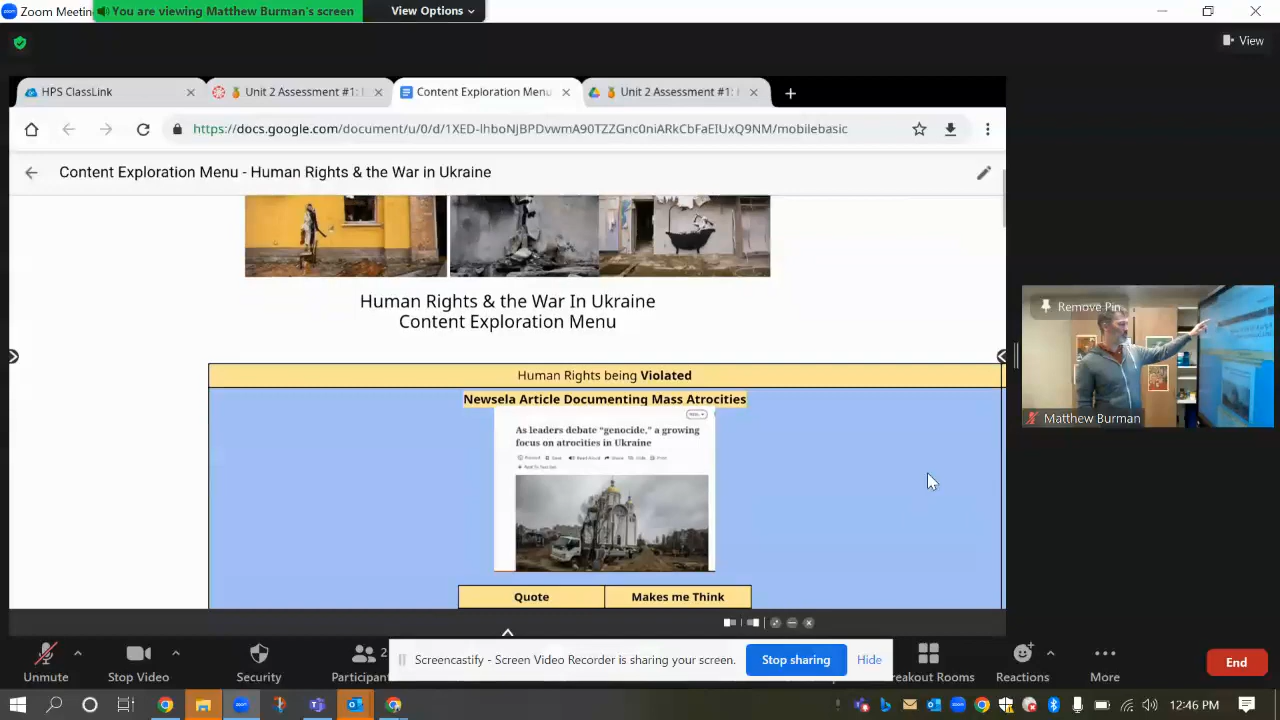 Zoom Meetin
You are viewing Matthew Burman's screen
View Options
View
HPS ClassLink
Unit 2 Assessment #1:
Content Exploration Menu
Unit 2 Assessment #1:
https://docs.google.com/document/u/0/d/1XED-lhboNJBPDvwmA90TZZGnc0niARkCbFaEIUxQ9NM/mobilebasic
Content Exploration Menu - Human Rights & the War in Ukraine
Human Rights & the War In Ukraine
Content Exploration Menu
Human Rights being Violated
Newsela Article Documenting Mass Atrocities
As leaders debate "genocide," a growing
focus on atrocities in Ukraine
Quote
Makes me Think
Remove Pin
Matthew Burman
Screencastify - Screen Video Recorder is sharing your screen.
Stop sharing
Hide
Unmute
Stop Video
Security
Participan
2
reakout Rooms
Reactions
More
End
12:46 PM